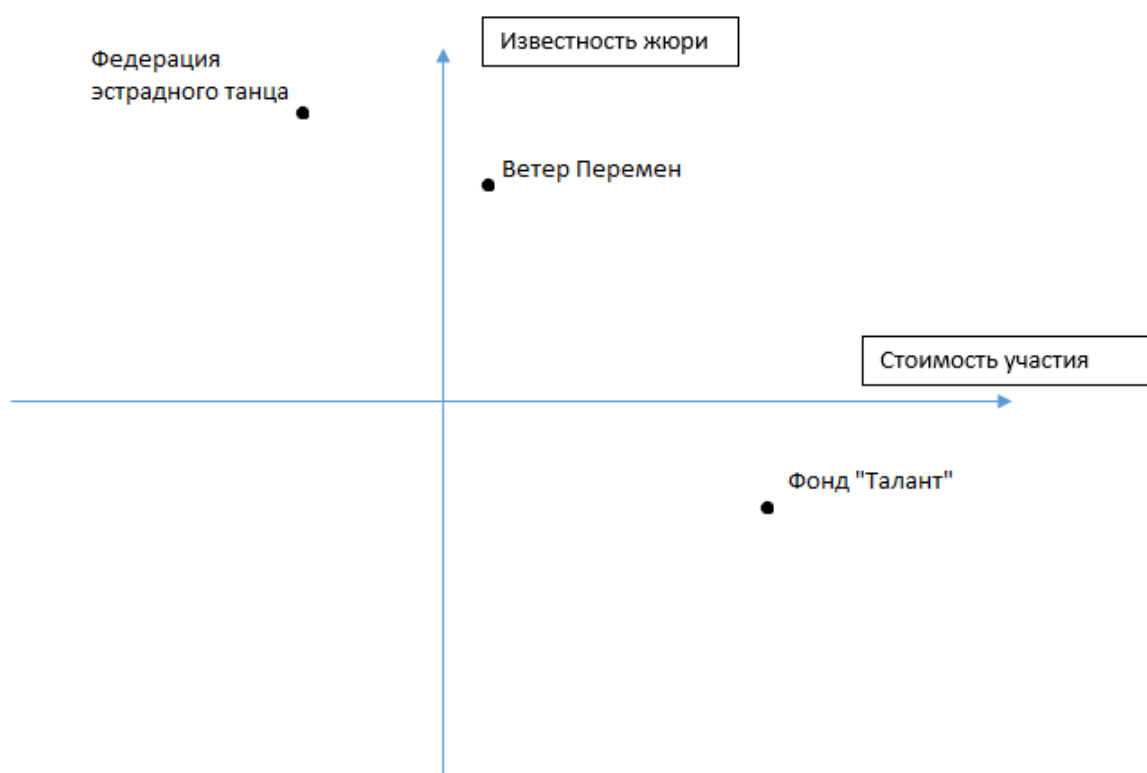 Известность жюри
Федерация
эстрадного танца
Ветер Перемен
Стоимость участия
Фонд "Талант"